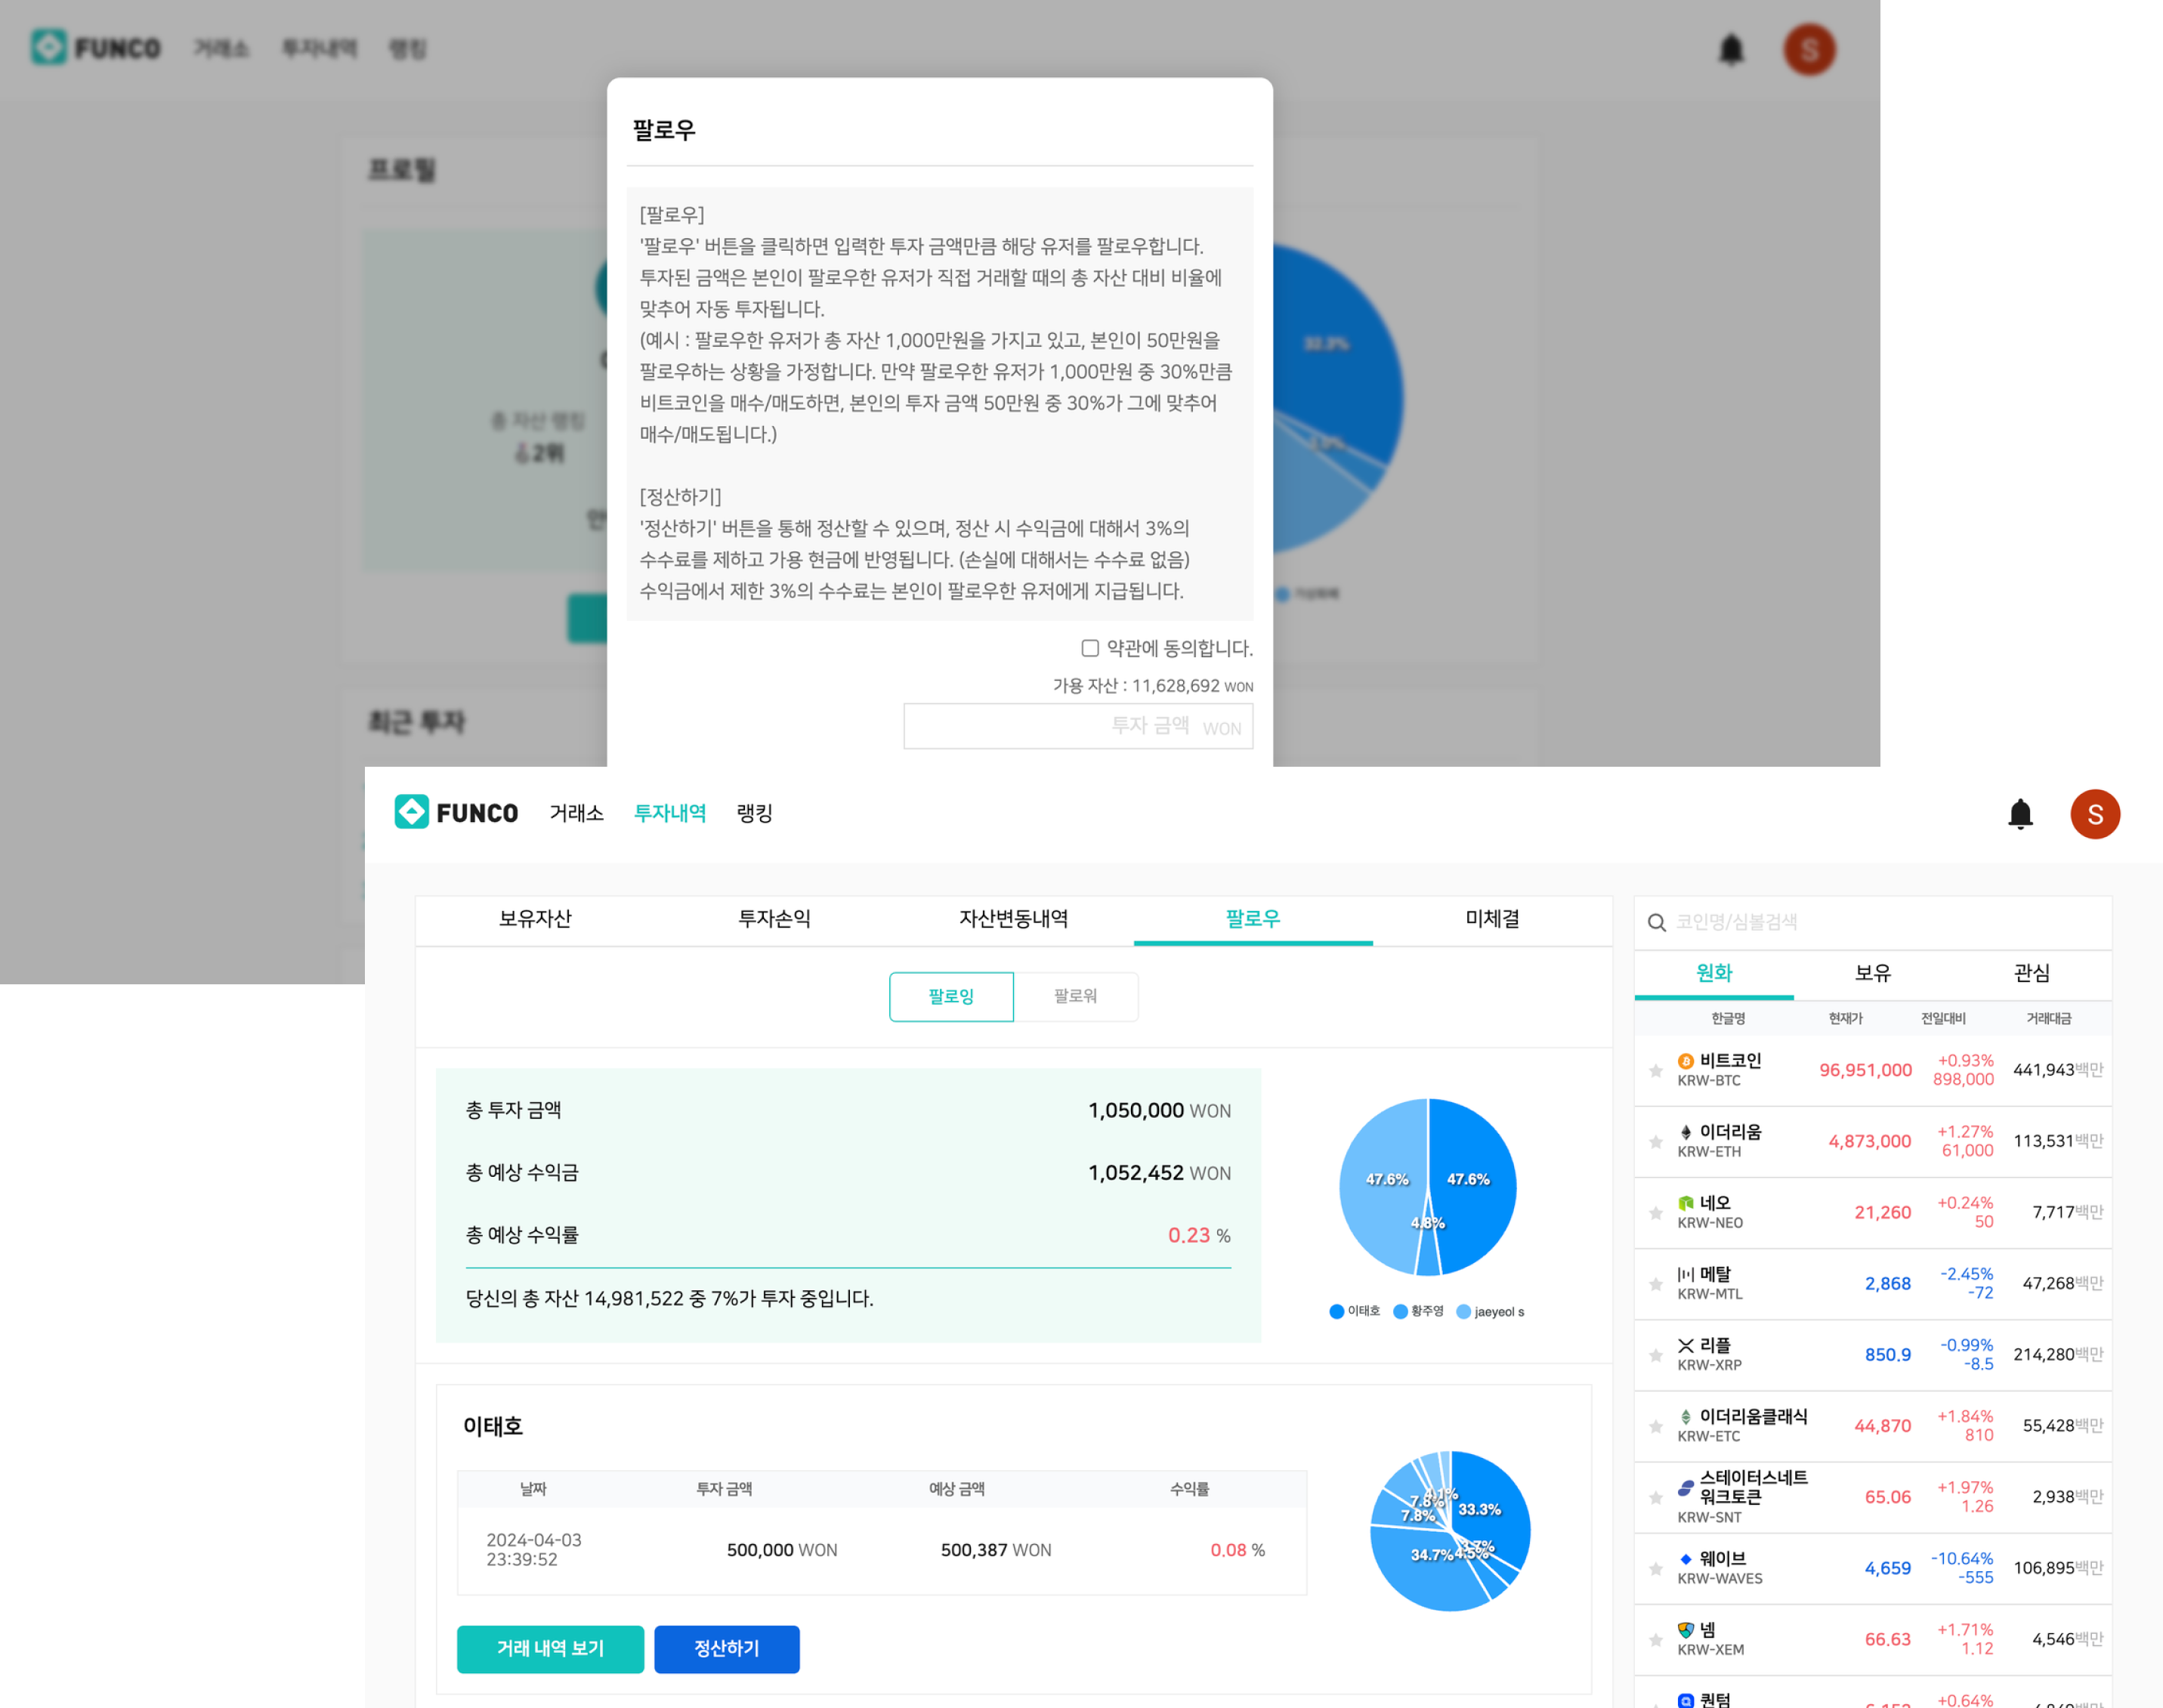 FUNCO 거래소 투자내역 랭킹
S
프로필
총 자산 랭킹
2위
33.3%
최근 투자
팔로우
[팔로우]
'팔로우' 버튼을 클릭하면 입력한 투자 금액만큼 해당 유저를 팔로우합니다.
투자된 금액은 본인이 팔로우한 유저가 직접 거래할 때의 총 자산 대비 비율에
맞추어 자동 투자됩니다.
(예시 : 팔로우한 유저가 총 자산 1,000만원을 가지고 있고, 본인이 50만원을
팔로우하는 상황을 가정합니다. 만약 팔로우한 유저가 1,000만원 중 30%만큼
비트코인을 매수/매도하면, 본인의 투자 금액 50만원 중 30%가 그에 맞추어
매수/매도됩니다.)
[정산하기]
'정산하기' 버튼을 통해 정산할 수 있으며, 정산 시 수익금에 대해서 3%의
수수료를 제하고 가용 현금에 반영됩니다. (손실에 대해서는 수수료 없음)
수익금에서 제한 3%의 수수료는 본인이 팔로우한 유저에게 지급됩니다.
약관에 동의합니다.
가용 자산 : 11,628,692 WON
투자 금액 WON
FUNCO 거래소 투자내역 랭킹
S
보유자산 투자손익 자산변동내역 팔로우 미체결
팔로잉 팔로워
총 투자 금액 1,050,000 WON
총 예상 수익금 1,052,452 WON
총 예상 수익률 0.23 %
당신의 총 자산 14,981,522 중 7%가 투자 중입니다.
47.6% 47.6%
4.8%
이태호 황주영 jaeyeol s
이태호
날짜 투자 금액 예상 금액 수익률
2024-04-03
23:39:52
500,000 WON 500,387 WON 0.08 %
4.1%
7.8%
7.8%
33.3%
3.7%
34.7%
4.5%
거래 내역 보기 정산하기
코인명/심볼검색
원화 보유 관심
한글명 현재가 전일대비 거래대금
비트코인
KRW-BTC
96,951,000
+0.93%
898,000
441,943백만
이더리움
KRW-ETH
4,873,000
+1.27%
61,000
113,531백만
네오
KRW-NEO
21,260
+0.24%
50
7,717백만
메탈
KRW-MTL
2,868
-2.45%
-72
47,268백만
리플
KRW-XRP
850.9
-0.99%
-8.5
214,280백만
이더리움클래식
KRW-ETC
44,870
+1.84%
810
55,428백만
스테이터스네트
워크토큰
KRW-SNT
65.06
+1.97%
1.26
2,938백만
웨이브
KRW-WAVES
4,659
-10.64%
-555
106,895백만
넴
KRW-XEM
66.63
+1.71%
1.12
4,546백만
퀀텀
+0.64%